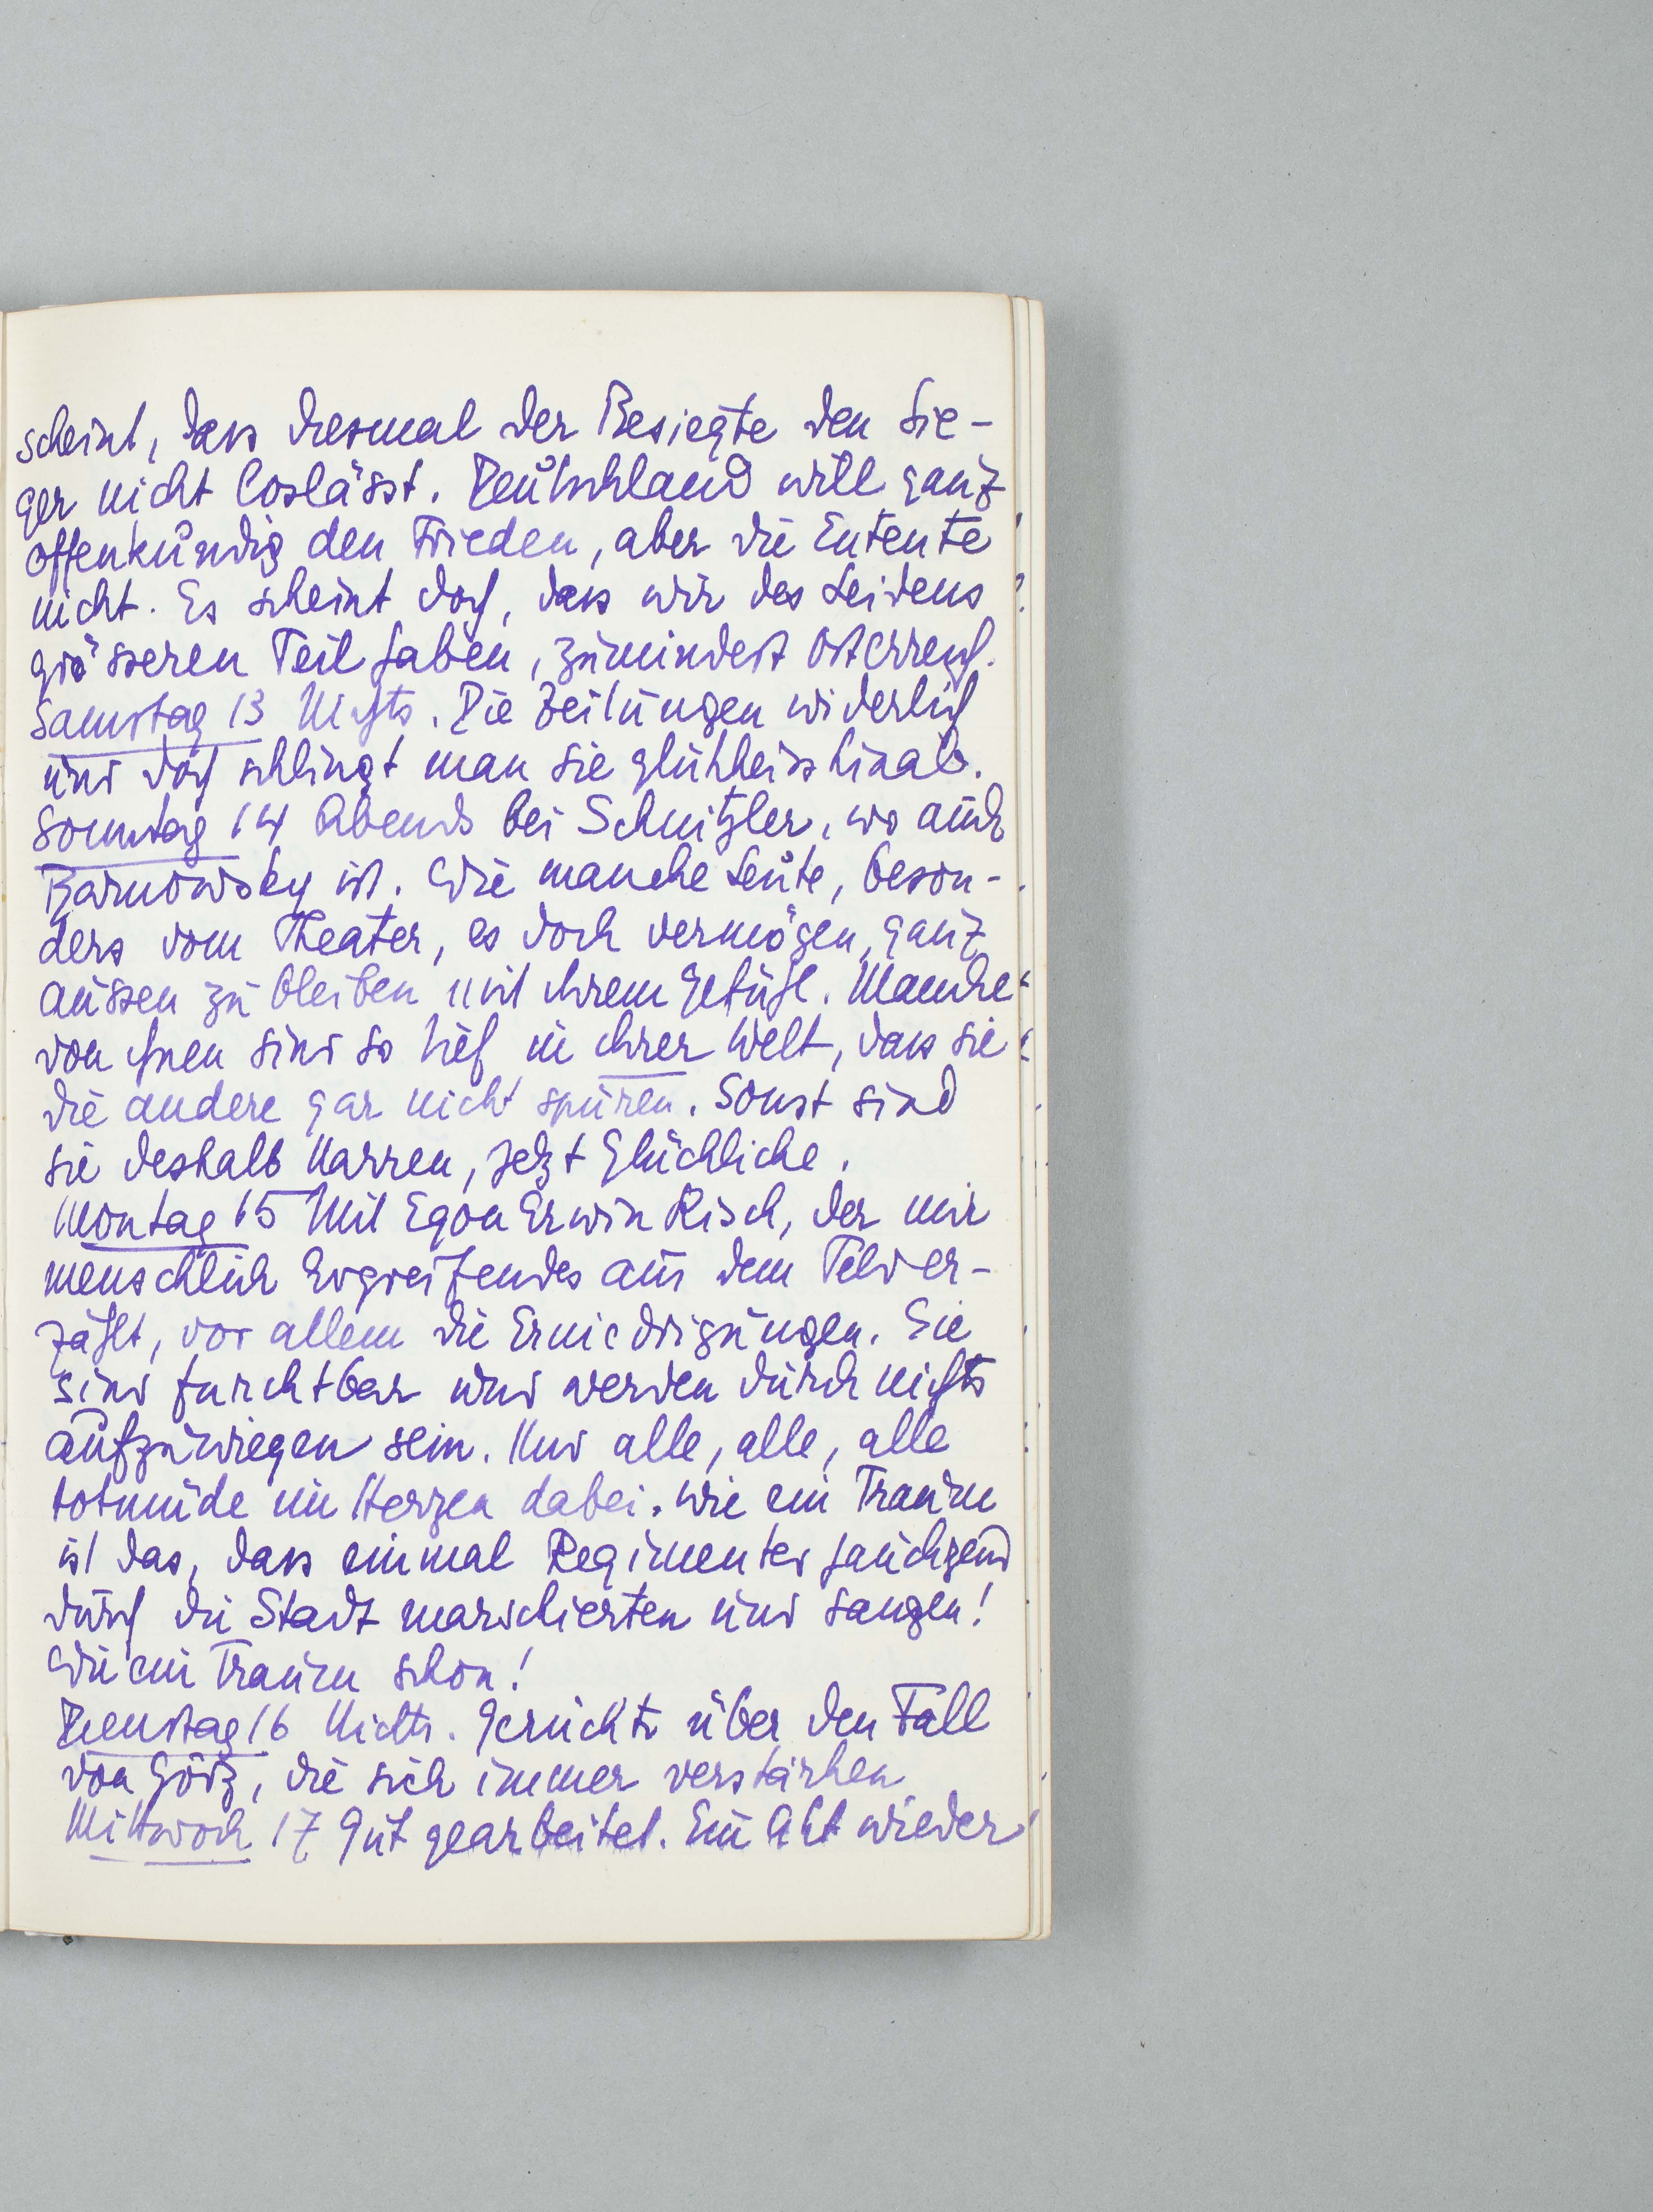 scheint, dass diesmal der Besiegte den Sie-
ger nicht loslässt. Deutschland will ganz
offenkundig den Frieden, aber die Entente
nicht. Es scheint doch, dass wir des Leidens
grösseren Teil haben, zumindest Österreich.
Samstag 13 Nichts. Die Zeitungen widerlich
und doch schlingt man sie glühheiss hinab.
Sonntag 14 Abends bei Schnitzler, wo auch
Barnowsky ist. Wie manche Leute, beson-
ders vom Theater, es doch vermögen, ganz
aussen zu bleiben mit ihrem Gefühl. Manche
von ihnen sind so tief in ihrer Welt, dass sie
die andere gar nicht spüren. Sonst sind
sie deshalb Narren, jetzt Glückliche.
Montag 15 Mit Egon Erwin Kisch, der mir
menschlich Ergreifendes aus dem Feld er-
zählt, vor allem die Erniedrigungen. Sie
sind furchtbar und werden durch nichts
aufzuwiegen sein. Und alle, alle, alle
totmüde im Herzen dabei. Wie ein Traum
ist das, dass einmal Regimenter jauchzend
durch die Stadt marschierten und sangen!
Wie ein Traum schon!
Dienstag 16 Nichts. Gerüchte über den Fall
von Görz, die sich immer verstärken
Mittwoch 17 Gut gearbeitet. Ein Akt wieder